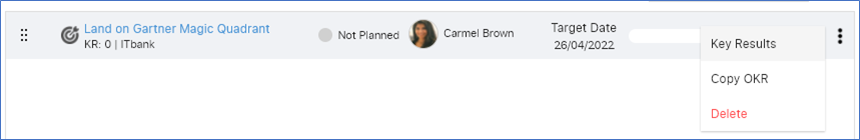 Land on Gartner Magic Quadrant
KR: 0 | ITbank
Not Planned
Carmel Brown
Target Date
26/04/2022
Key Results
Copy OKR
Delete